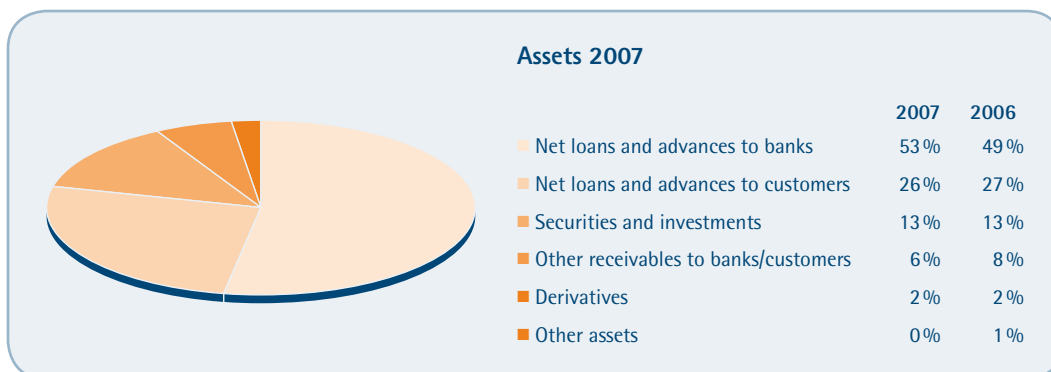 Assets 2007
2007 2006
Net loans and advances to banks 53 % 49 %
Net loans and advances to customers 26 % 27 %
Securities and investments 13 % 13 %
Other receivables to banks/customers 6 % 8 %
Derivatives 2 % 2 %
Other assets 0 % 1 %